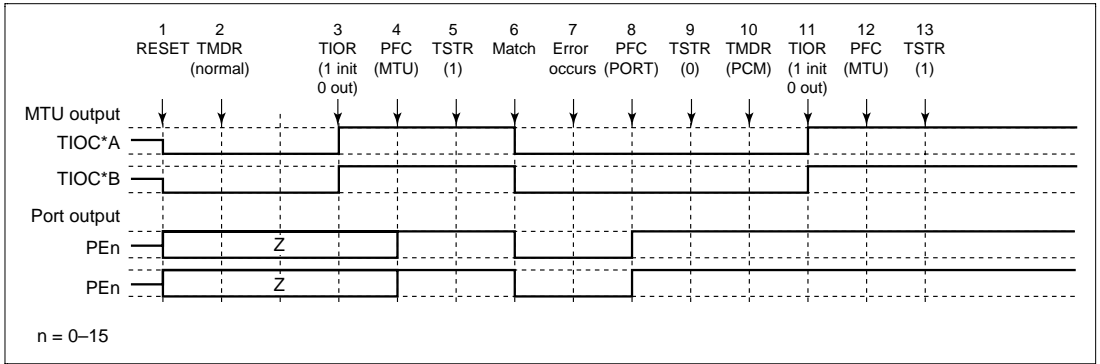 1 2 3 4 5 6 7 8 9 10 11 12 13
RESET TMDR TIOR PFC TSTR Match Error PFC TSTR TMDR TIOR PFC TSTR
(normal) (1 init (MTU) (1) occurs (PORT) (0) (PCM) (1 init (MTU) (1)
0 out) 0 out)
MTU output
TIOC*A
TIOC*B
Port output
PEn Z
PEn Z
n = 0–15